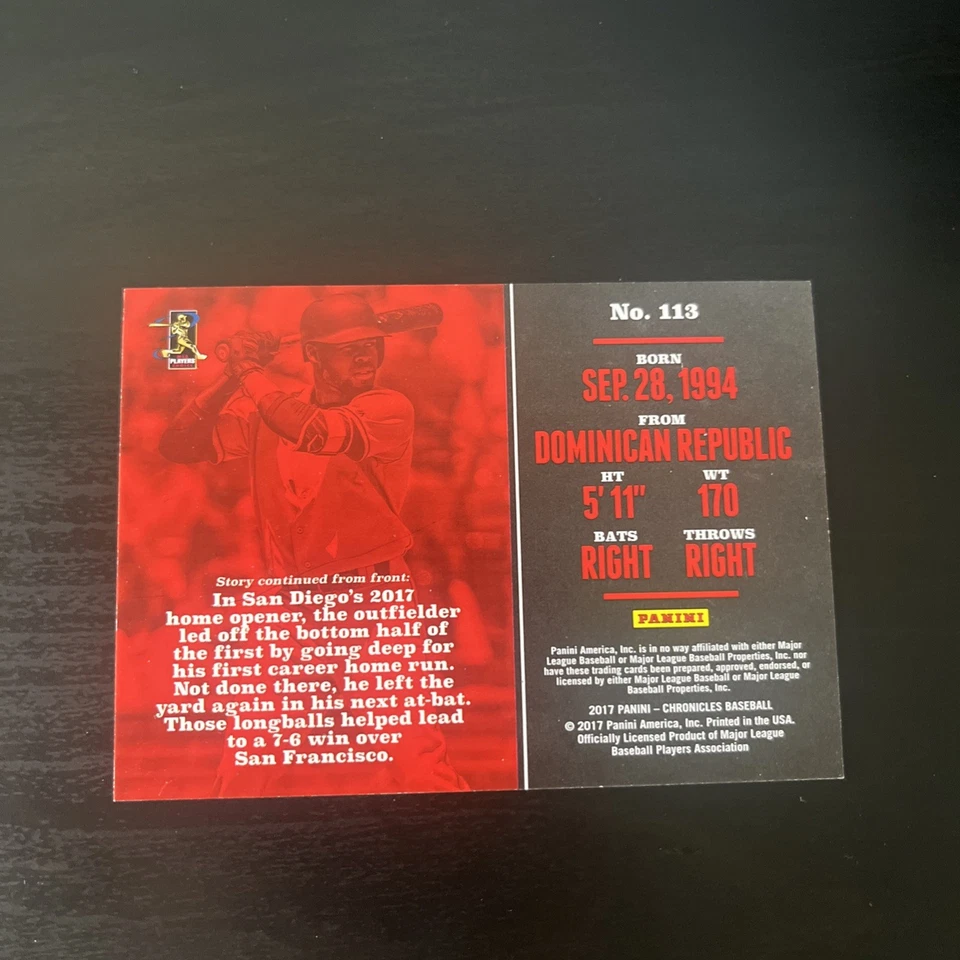 PLAYERS
Story continued from front:
In San Diego's 2017
home opener, the outfielder
led off the bottom half of
the first by going deep for
his first career home run.
Not done there, he left the
yard again in his next at-bat.
Those longballs helped lead
to a 7-6 win over
San Francisco.
No. 113
BORN
SEP. 28, 1994
FROM
DOMINICAN REPUBLIC
HT WT
5' 11" 170
BATS THROWS
RIGHT RIGHT
PANINI
Panini America, Inc. is in no way affiliated with either Major
League Baseball or Major League Baseball Properties, Inc. nor
have these trading cards been prepared, approved, endorsed, or
licensed by either Major League Baseball or Major League
Baseball Properties, Inc.
2017 PANINI – CHRONICLES BASEBALL
© 2017 Panini America, Inc. Printed in the USA.
Officially Licensed Product of Major League
Baseball Players Association